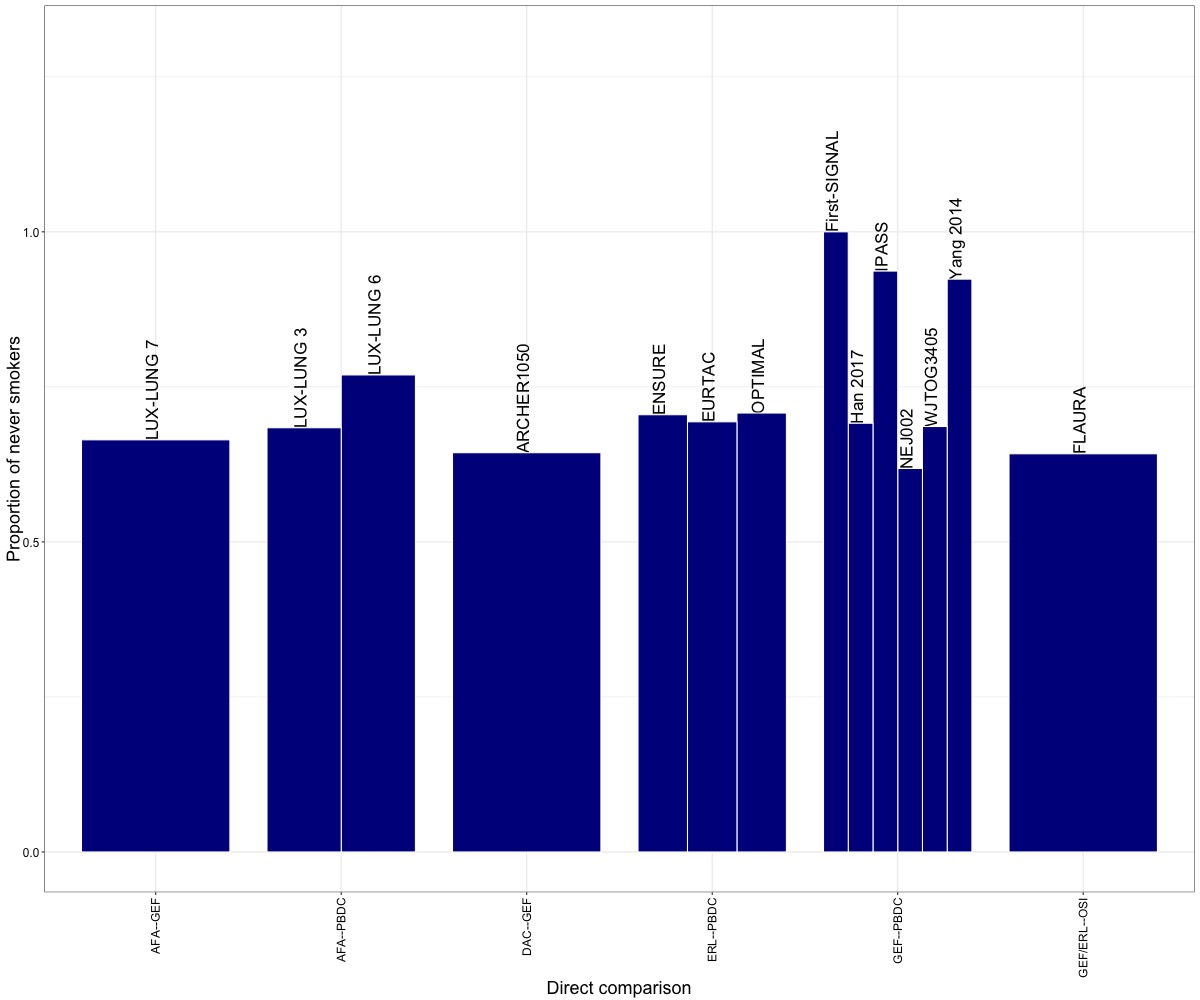 First-SIGNAL
Yang 2014
IPASS
1.0
LUX-LUNG 6
LUX-LUNG 3
WJTOG3405
LUX-LUNG 7
OPTIMAL
ENSURE
ARCHER1050
Han 2017
EURTAC
FLAURA
NEJ002
Proportion of never smokers
0.5
0.0
AFA--GEF
AFA--PBDC
DAC--GEF
ERL--PBDC
GEF--PBDC
GEF/ERL--OSI
Direct comparison